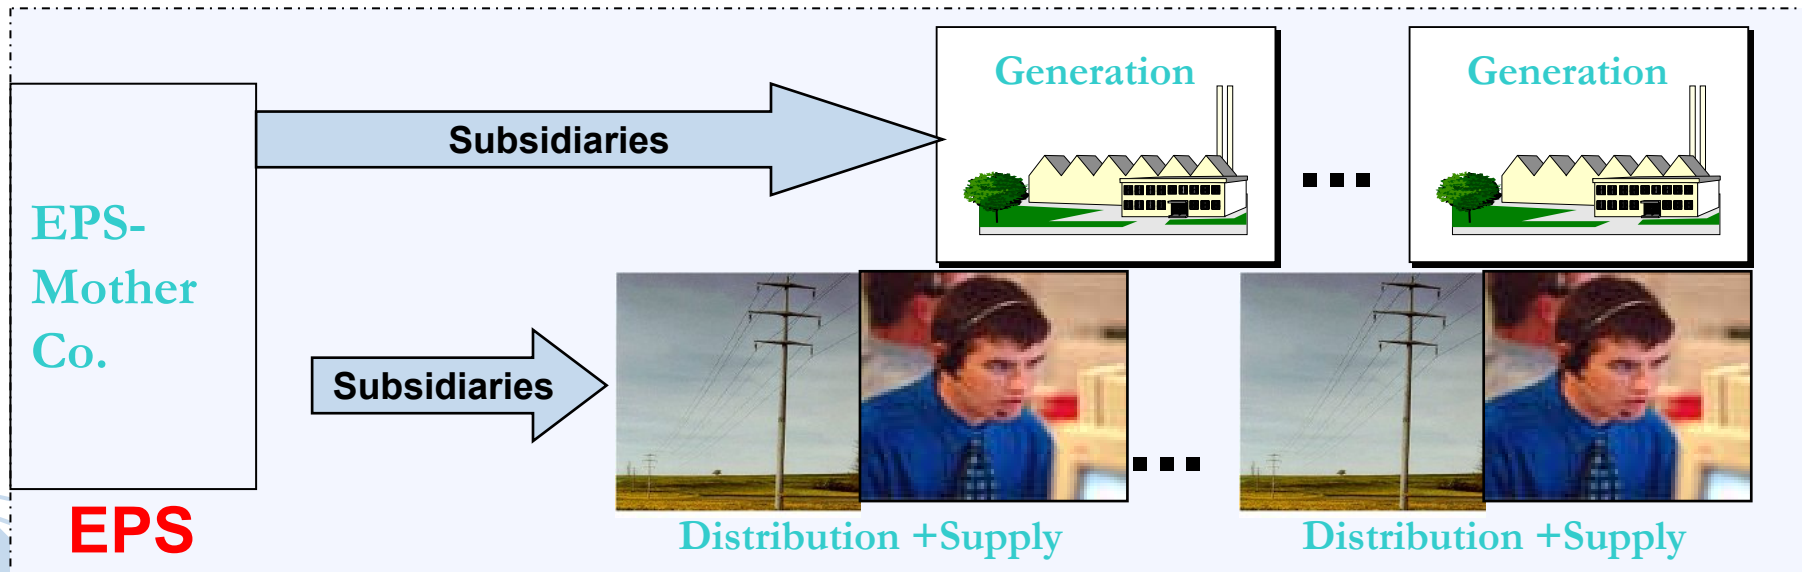 Generation
Generation
Subsidiaries
EPS-
Mother
Co.
Subsidiaries
Distribution +Supply
Distribution +Supply
EPS